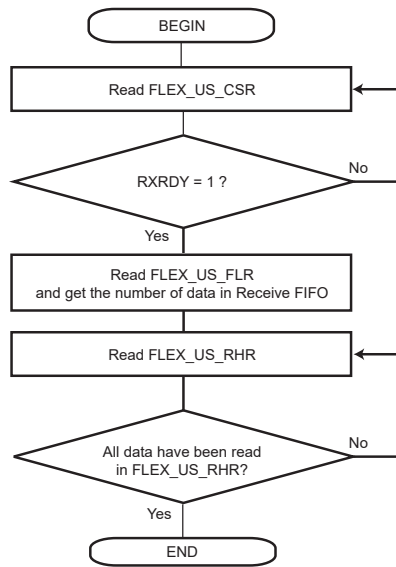 BEGIN
Read FLEX_US_CSR
RXRDY = 1 ?
No
Yes
Read FLEX_US_FLR
and get the number of data in Receive FIFO
Read FLEX_US_RHR
All data have been read
in FLEX_US_RHR?
No
Yes
END